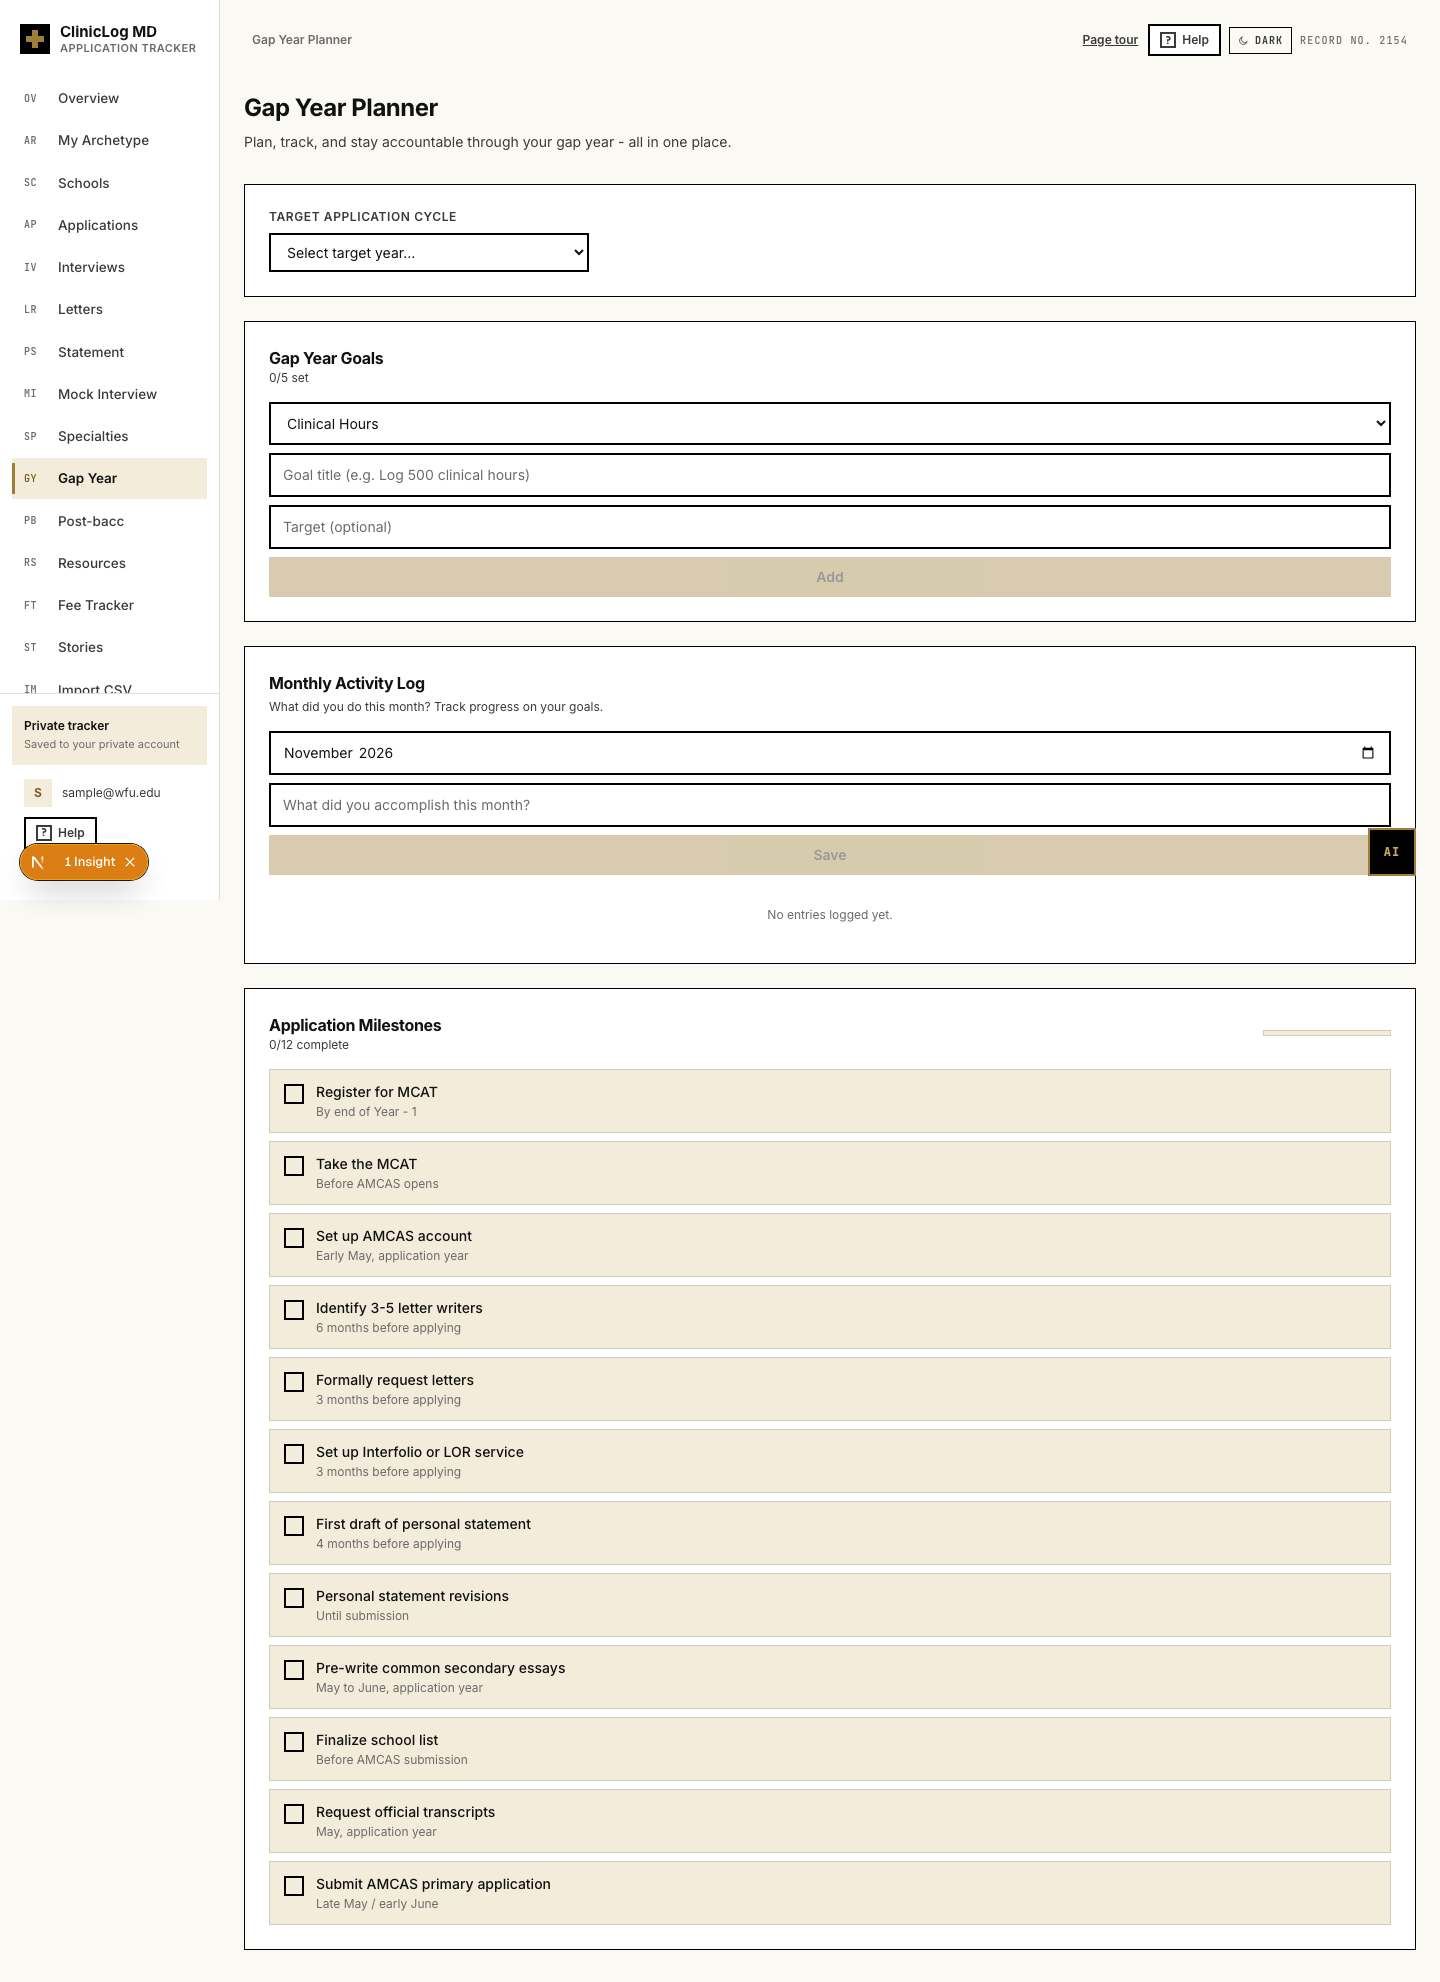 ClinicLog MD
APPLICATION TRACKER
OV Overview
AR My Archetype
SC Schools
AP Applications
IV Interviews
LR Letters
PS Statement
MI Mock Interview
SP Specialties
GY Gap Year
PB Post-bacc
RS Resources
FT Fee Tracker
ST Stories
IM Import CSV
Private tracker
Saved to your private account
S sample@wfu.edu
? Help
N 1 Insight
Gap Year Planner
Page tour
? Help
DARK
RECORD NO. 2154
Gap Year Planner
Plan, track, and stay accountable through your gap year - all in one place.
TARGET APPLICATION CYCLE
Select target year...
Gap Year Goals
0/5 set
Clinical Hours
Goal title (e.g. Log 500 clinical hours)
Target (optional)
Add
Monthly Activity Log
What did you do this month? Track progress on your goals.
November 2026
What did you accomplish this month?
Save
AI
No entries logged yet.
Application Milestones
0/12 complete
Register for MCAT
By end of Year - 1
Take the MCAT
Before AMCAS opens
Set up AMCAS account
Early May, application year
Identify 3-5 letter writers
6 months before applying
Formally request letters
3 months before applying
Set up Interfolio or LOR service
3 months before applying
First draft of personal statement
4 months before applying
Personal statement revisions
Until submission
Pre-write common secondary essays
May to June, application year
Finalize school list
Before AMCAS submission
Request official transcripts
May, application year
Submit AMCAS primary application
Late May / early June